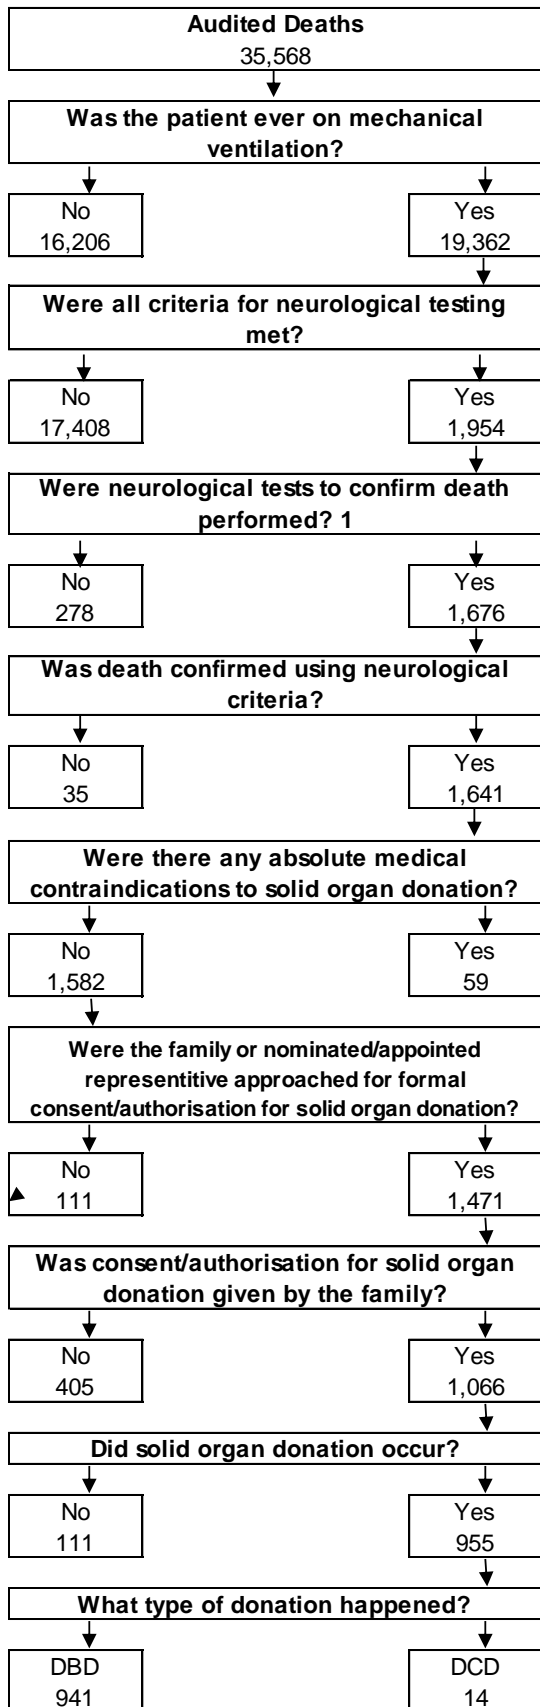 Audited Deaths
35,568
Was the patient ever on mechanical
ventilation?
No
16,206
Yes
19,362
Were all criteria for neurological testing
met?
No
17,408
Yes
1,954
Were neurological tests to confirm death
performed? 1
No
278
Yes
1,676
Was death confirmed using neurological
criteria?
No
35
Yes
1,641
Were there any absolute medical
contraindications to solid organ donation?
No
1,582
Yes
59
Were the family or nominated/appointed
representitive approached for formal
consent/authorisation for solid organ donation?
No
111
Yes
1,471
Was consent/authorisation for solid organ
donation given by the family?
No
405
Yes
1,066
Did solid organ donation occur?
No
111
Yes
955
What type of donation happened?
DBD
941
DCD
14